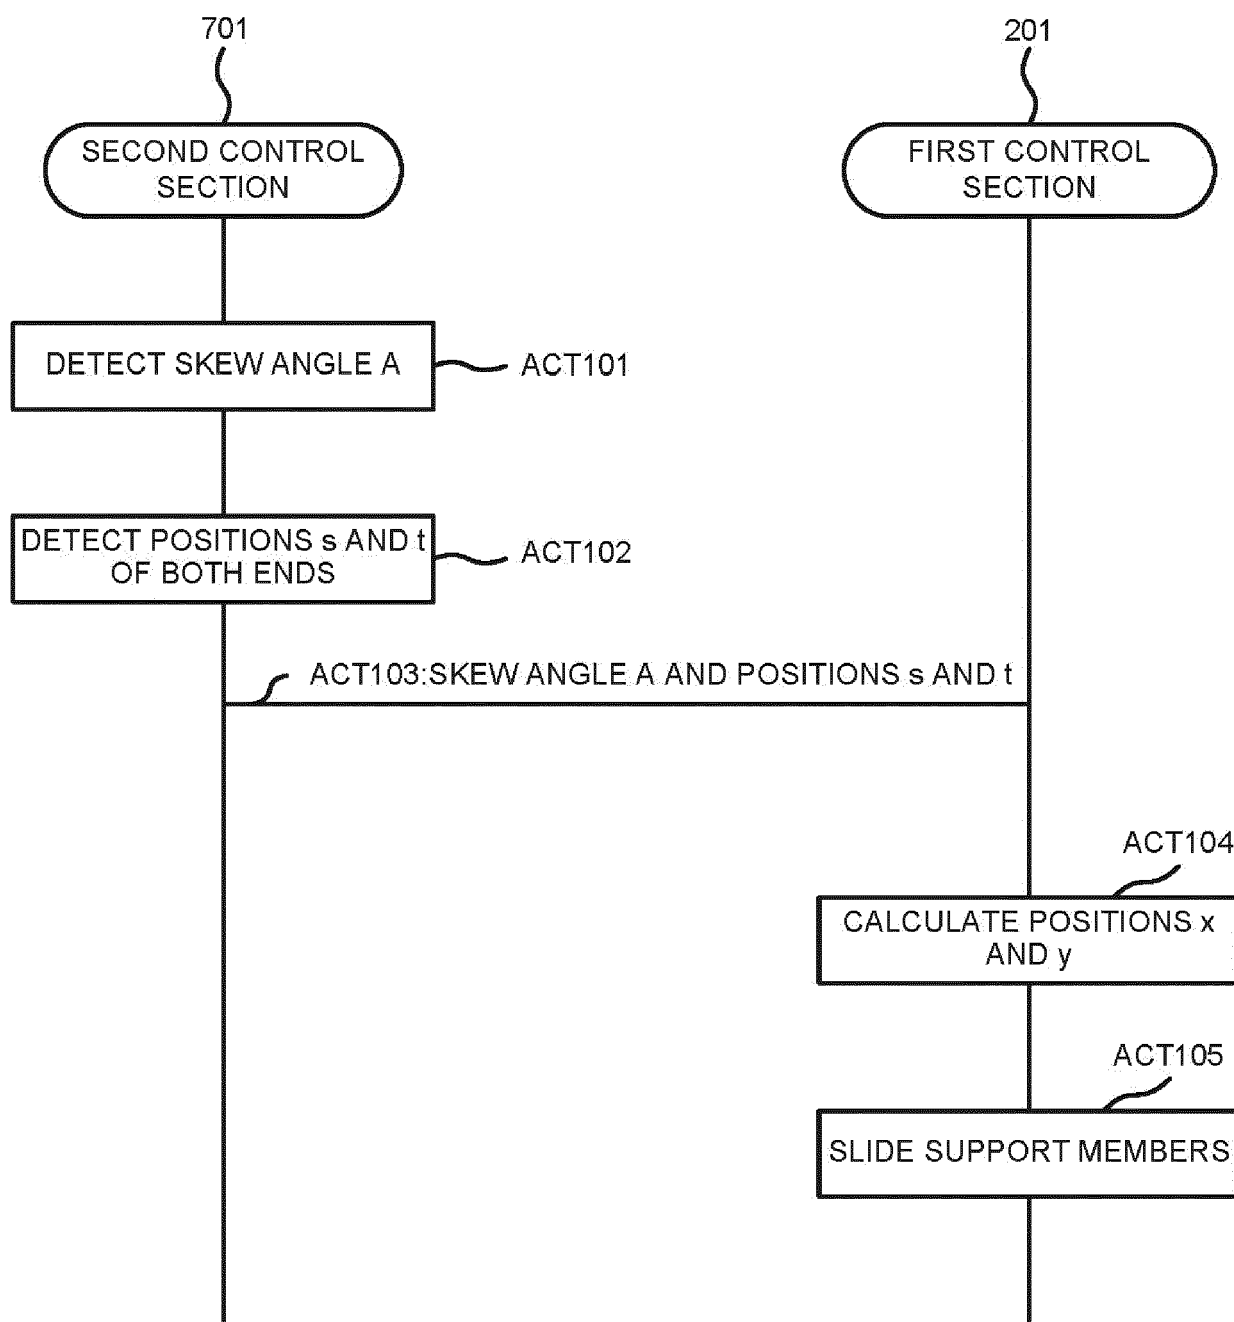 701
201
SECOND CONTROL
SECTION
FIRST CONTROL
SECTION
DETECT SKEW ANGLE A
ACT101
DETECT POSITIONS s AND t
OF BOTH ENDS
ACT102
ACT103:SKEW ANGLE A AND POSITIONS s AND t
ACT104
CALCULATE POSITIONS x
AND y
ACT105
SLIDE SUPPORT MEMBERS